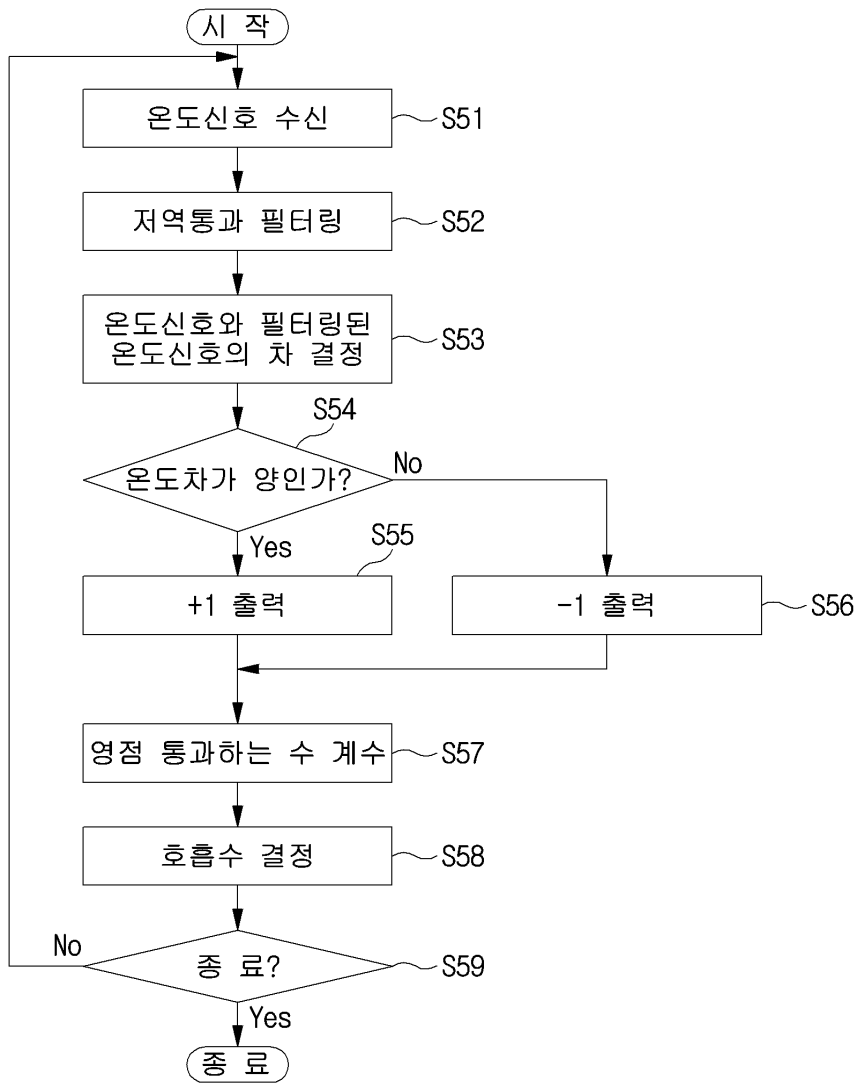 시 작
온도신호 수신
S51
저역통과 필터링
S52
온도신호와 필터링된
온도신호의 차 결정
S53
S54
온도차가 양인가?
No
Yes
S55
+1 출력
-1 출력
S56
영점 통과하는 수 계수
S57
호흡수 결정
S58
No
종 료?
S59
Yes
종 료